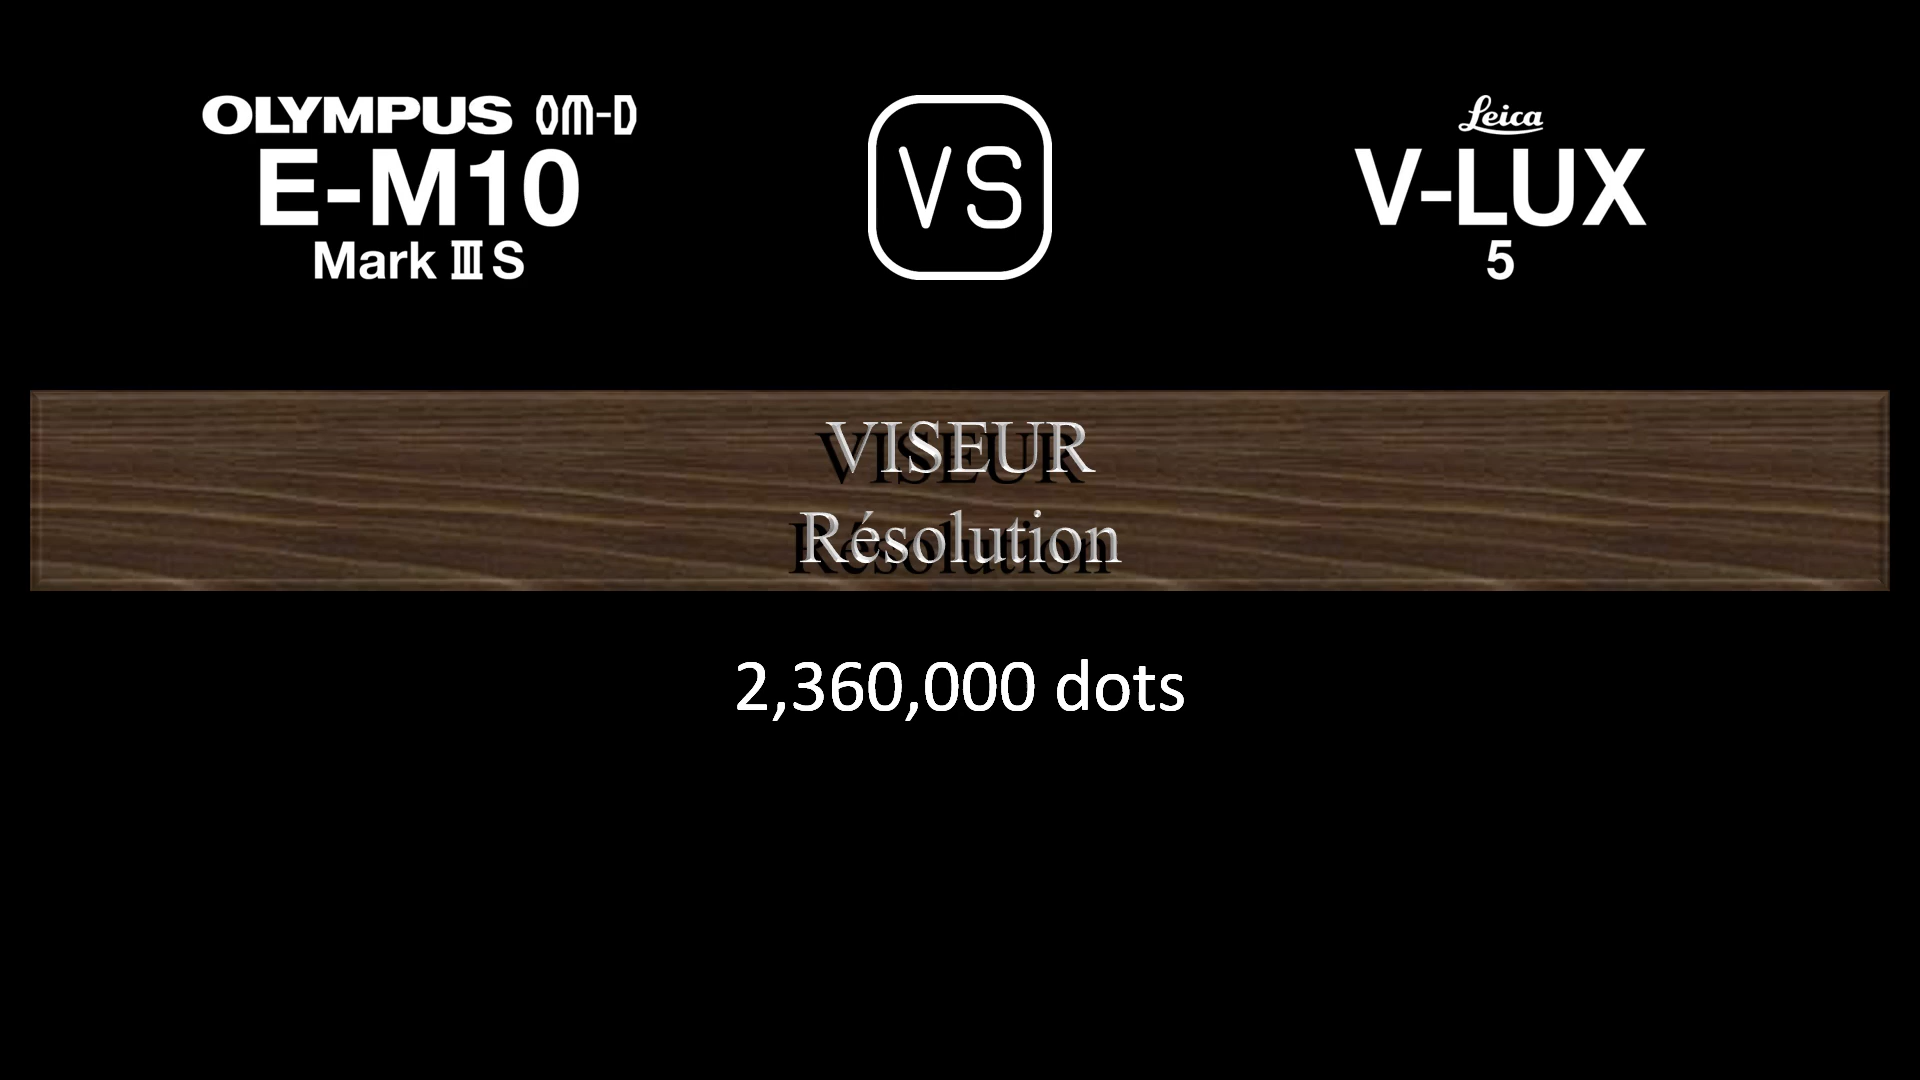 OLYMPUS OM-D
E-M10
Mark III S
VS
Leica
V-LUX
5
VISEUR
Résolution
2,360,000 dots